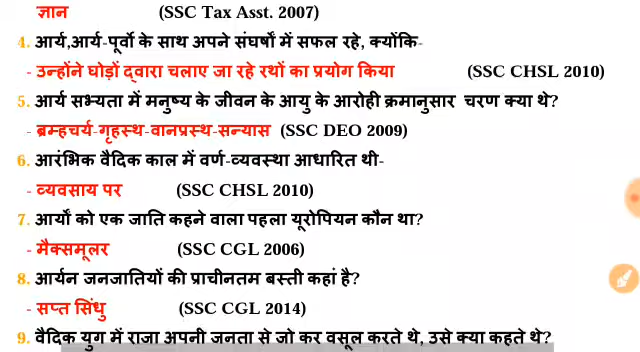 ज्ञान (SSC Tax Asst. 2007)
4. आर्य,आर्य-पूर्वो के साथ अपने संघर्षों में सफल रहे, क्योंकि-
- उन्होंने घोड़ों द्वारा चलाए जा रहे रथों का प्रयोग किया (SSC CHSL 2010)
5. आर्य सभ्यता में मनुष्य के जीवन के आयु के आरोही क्रमानुसार चरण क्या थे?
- ब्रम्हचर्य-गृहस्थ-वानप्रस्थ-सन्यास (SSC DEO 2009)
6. आरंभिक वैदिक काल में वर्ण-व्यवस्था आधारित थी-
- व्यवसाय पर (SSC CHSL 2010)
7. आर्यों को एक जाति कहने वाला पहला यूरोपियन कौन था?
- मैक्समूलर (SSC CGL 2006)
8. आर्यन जनजातियों की प्राचीनतम बस्ती कहां है?
- सप्त सिंधु (SSC CGL 2014)
9. वैदिक युग में राजा अपनी जनता से जो कर वसूल करते थे, उसे क्या कहते थे?